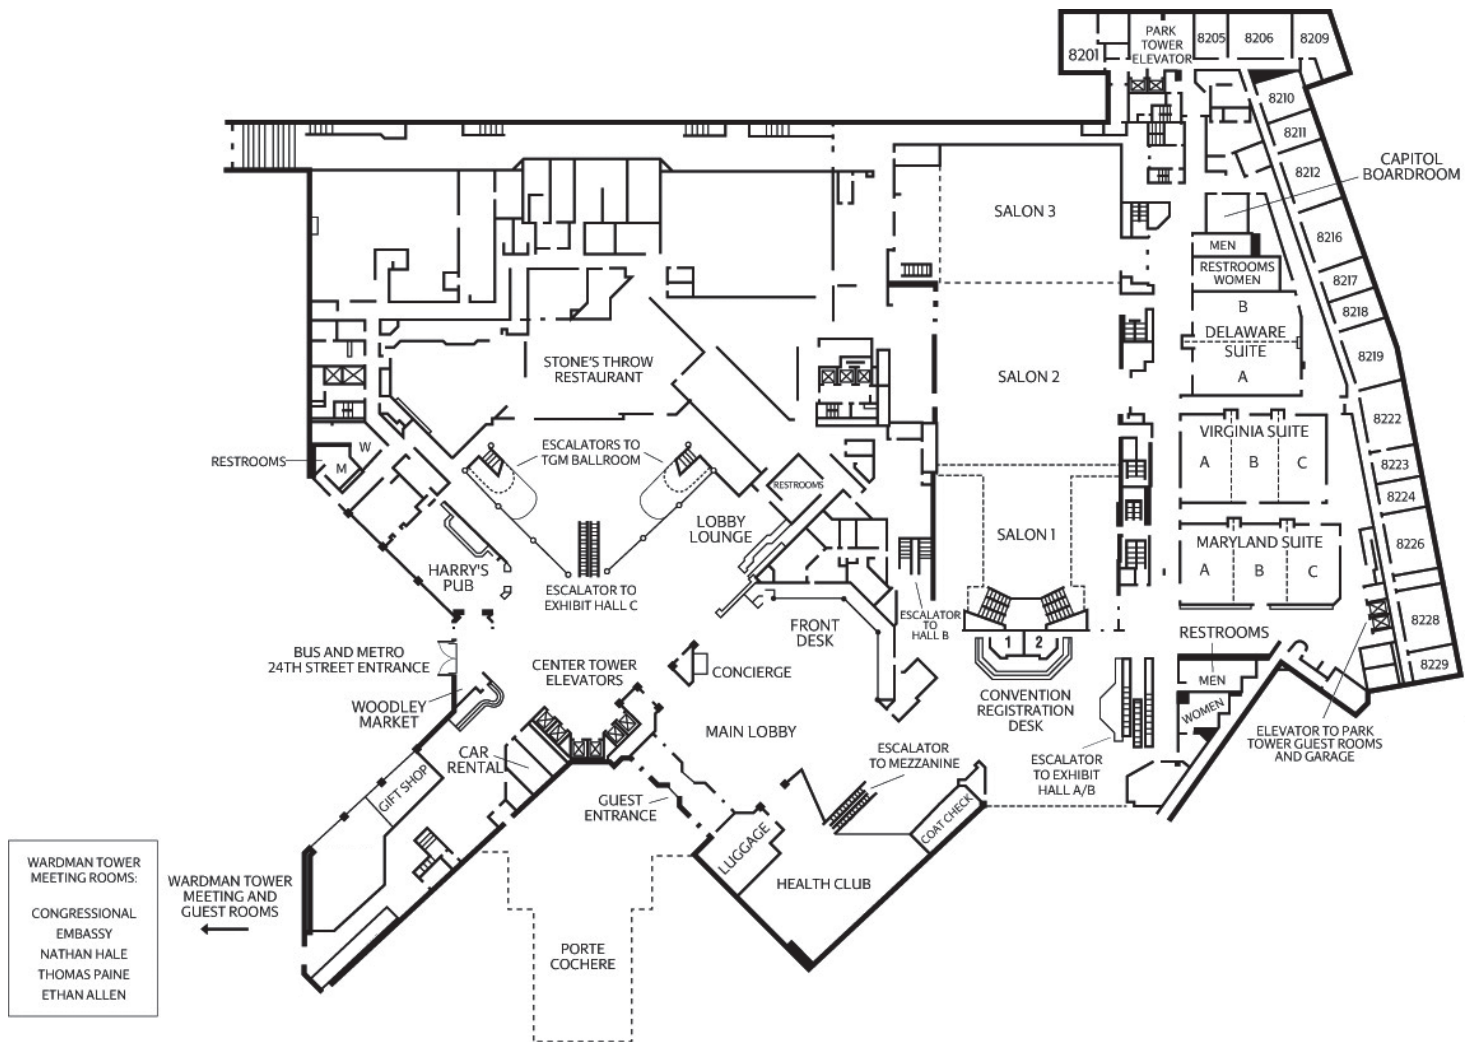 PARK
TOWER
ELEVATOR
8201
8205
8206
8209
8210
8211
8212
CAPITOL
BOARDROOM
SALON 3
8216
MEN
RESTROOMS
WOMEN
8217
8218
B
DELAWARE
SUITE
A
8219
STONE'S THROW
RESTAURANT
SALON 2
8222
VIRGINIA SUITE
A B C
RESTROOMS
W
M
ESCALATORS TO
TGM BALLROOM
RESTROOMS
8223
8224
LOBBY
LOUNGE
SALON 1
MARYLAND SUITE
A B C
8226
HARRY'S
PUB
ESCALATOR TO
EXHIBIT HALL C
FRONT
DESK
ESCALATOR
TO
HALL B
1 2
8228
8229
RESTROOMS
MEN
WOMEN
BUS AND METRO
24TH STREET ENTRANCE
CENTER TOWER
ELEVATORS
CONCIERGE
CONVENTION
REGISTRATION
DESK
WOODLEY
MARKET
MAIN LOBBY
ELEVATOR TO PARK
TOWER GUEST ROOMS
AND GARAGE
CAR
RENTAL
GIFT SHOP
ESCALATOR
TO MEZZANINE
ESCALATOR
TO EXHIBIT
HALL A/B
GUEST
ENTRANCE
COAT CHECK
LUGGAGE
HEALTH CLUB
WARDMAN TOWER
MEETING ROOMS:
CONGRESSIONAL
EMBASSY
NATHAN HALE
THOMAS PAINE
ETHAN ALLEN
WARDMAN TOWER
MEETING AND
GUEST ROOMS
PORTE
COCHERE